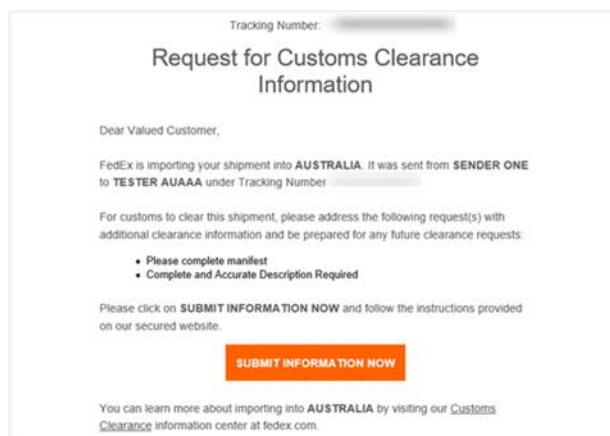 Tracking Number:
Request for Customs Clearance
Information
Dear Valued Customer,
FedEx is importing your shipment into AUSTRALIA. It was sent from SENDER ONE
to TESTER AUAAA under Tracking Number
For customs to clear this shipment, please address the following request(s) with
additional clearance information and be prepared for any future clearance requests:
• Please complete manifest
• Complete and Accurate Description Required
Please click on SUBMIT INFORMATION NOW and follow the instructions provided
on our secured website.
SUBMIT INFORMATION NOW
You can learn more about importing into AUSTRALIA by visiting our Customs
Clearance information center at fedex.com.